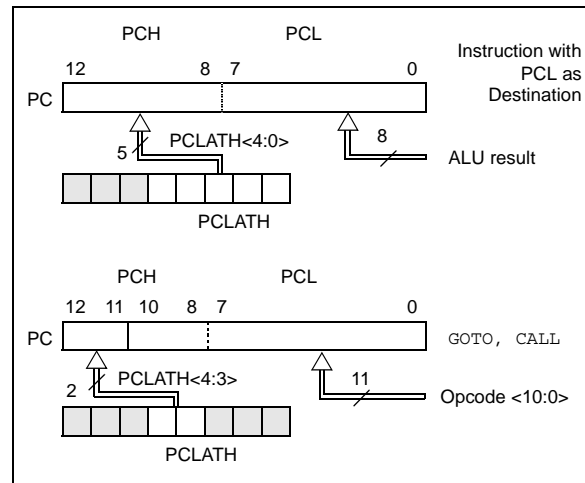 PCH PCL
12 8 7 0
Instruction with
PCL as
Destination
PC
5 PCLATH<4:0> 8
ALU result
PCLATH
PCH PCL
12 11 10 8 7 0
PC GOTO, CALL
2 PCLATH<4:3> 11
Opcode <10:0>
PCLATH